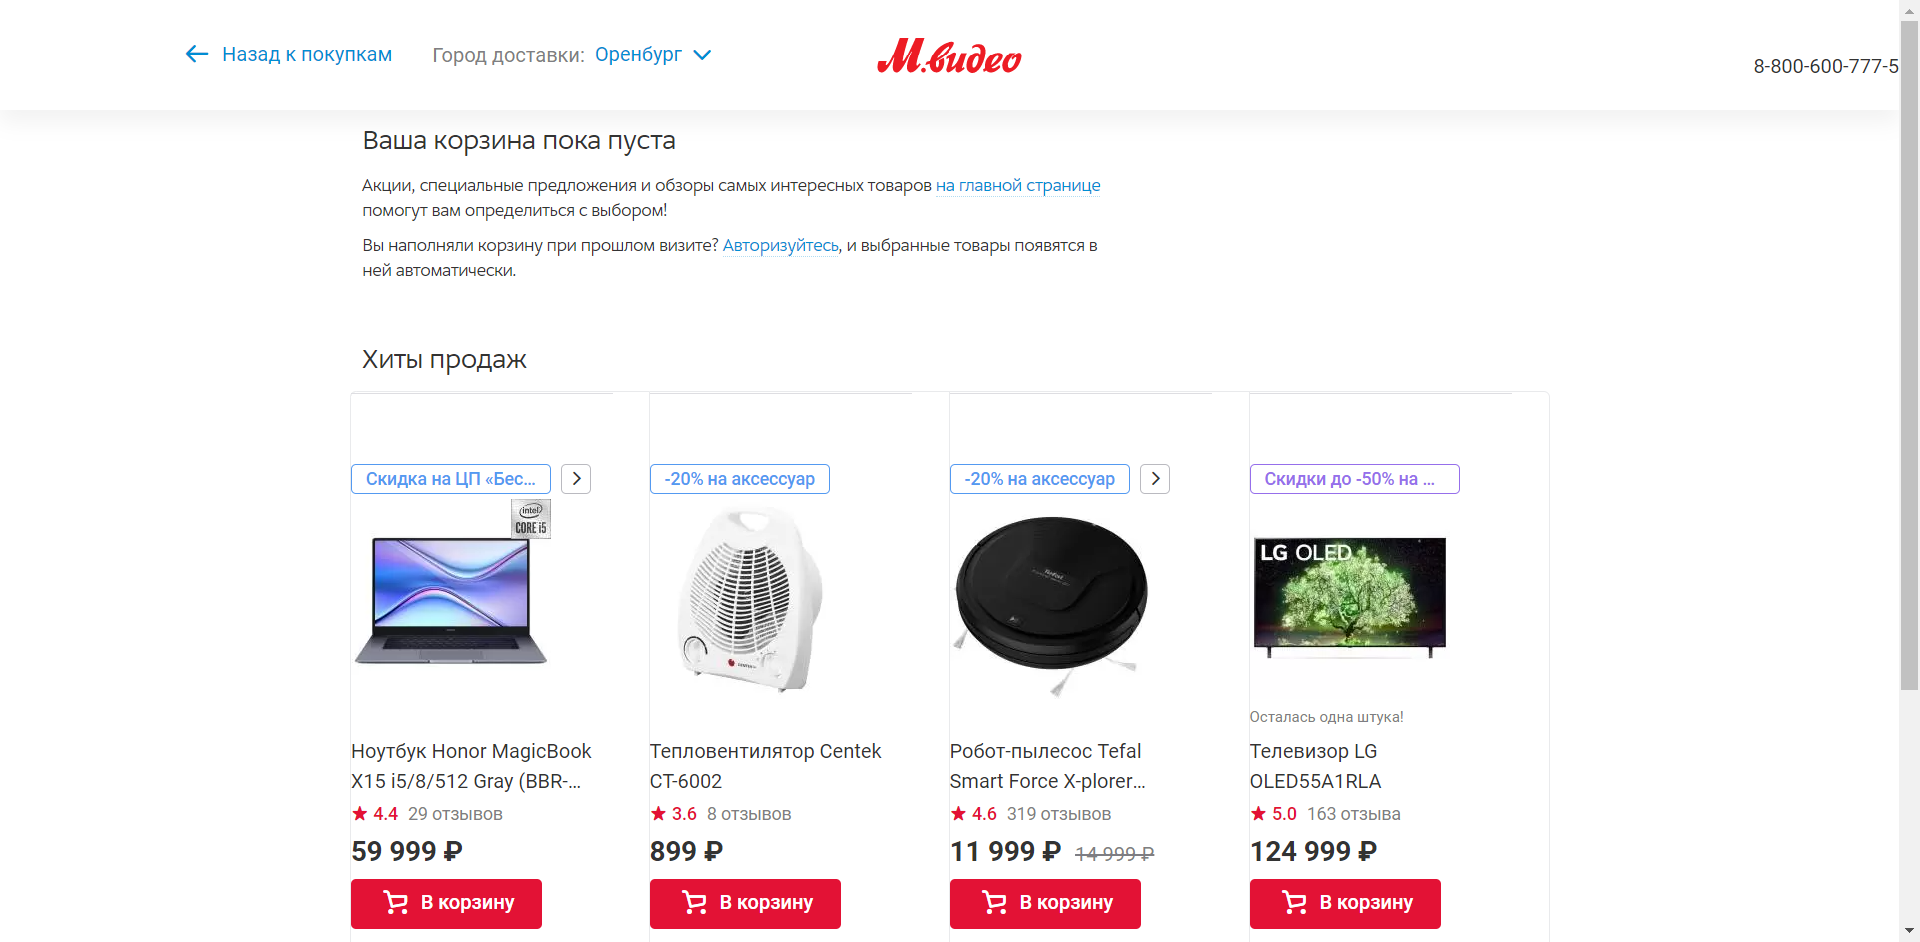 Назад к покупкам
Город доставки: Оренбург
М.видео
8-800-600-777-5
Ваша корзина пока пуста
Акции, специальные предложения и обзоры самых интересных товаров на главной странице
помогут вам определиться с выбором!
Вы наполняли корзину при прошлом визите? Авторизуйтесь, и выбранные товары появятся в
ней автоматически.
Хиты продаж
Скидка на ЦП «Бес...
intel
CORE i5
Ноутбук Honor MagicBook
X15 i5/8/512 Gray (BBR-...
4.4 29 отзывов
59 999 ₽
В корзину
-20% на аксессуар
Тепловентилятор Centek
CT-6002
3.6 8 отзывов
899 ₽
В корзину
-20% на аксессуар
Tefal
Робот-пылесос Tefal
Smart Force X-plorer...
4.6 319 отзывов
11 999 ₽ 14 999 ₽
В корзину
Скидки до -50% на ...
LG OLED
Осталась одна штука!
Телевизор LG
OLED55A1RLA
5.0 163 отзыва
124 999 ₽
В корзину